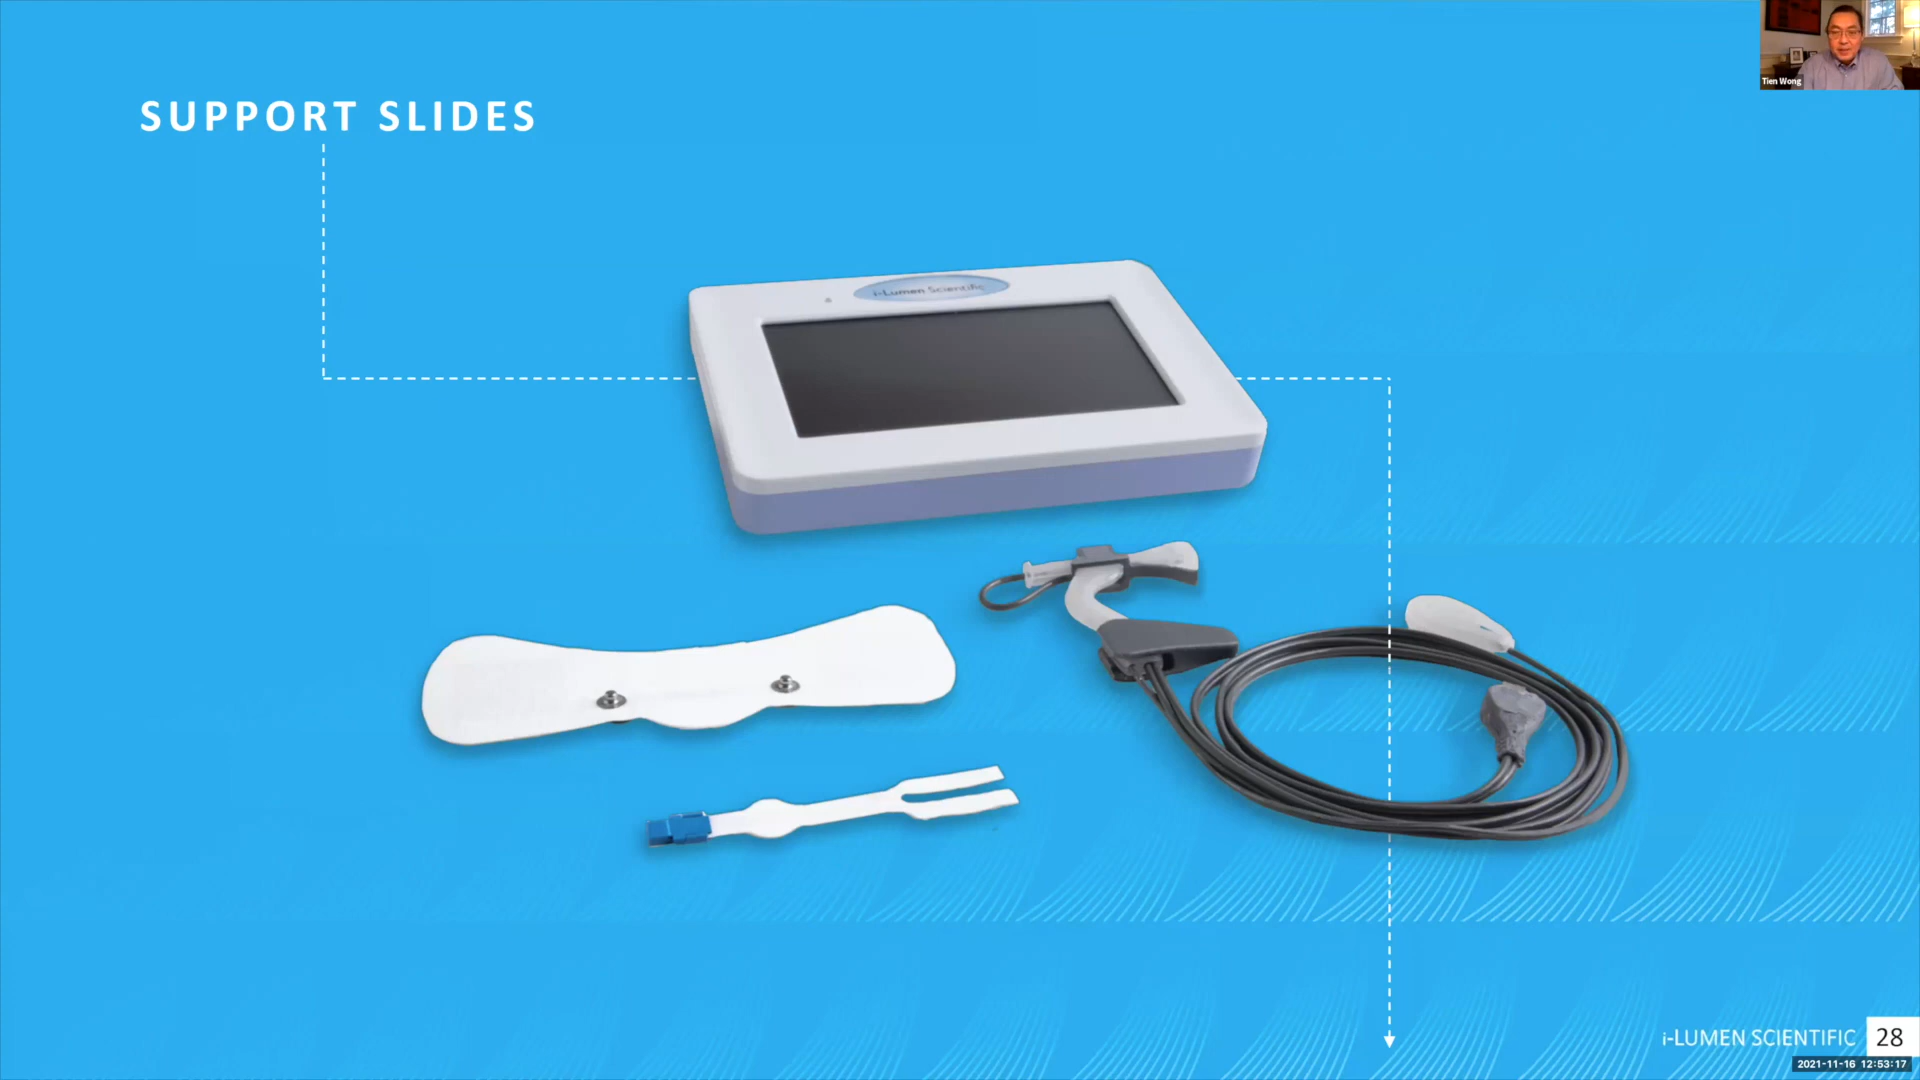 Tien Wong
SUPPORT SLIDES
i-Lumen Scientific
i-LUMEN SCIENTIFIC
28
2021-11-16 12:53:17